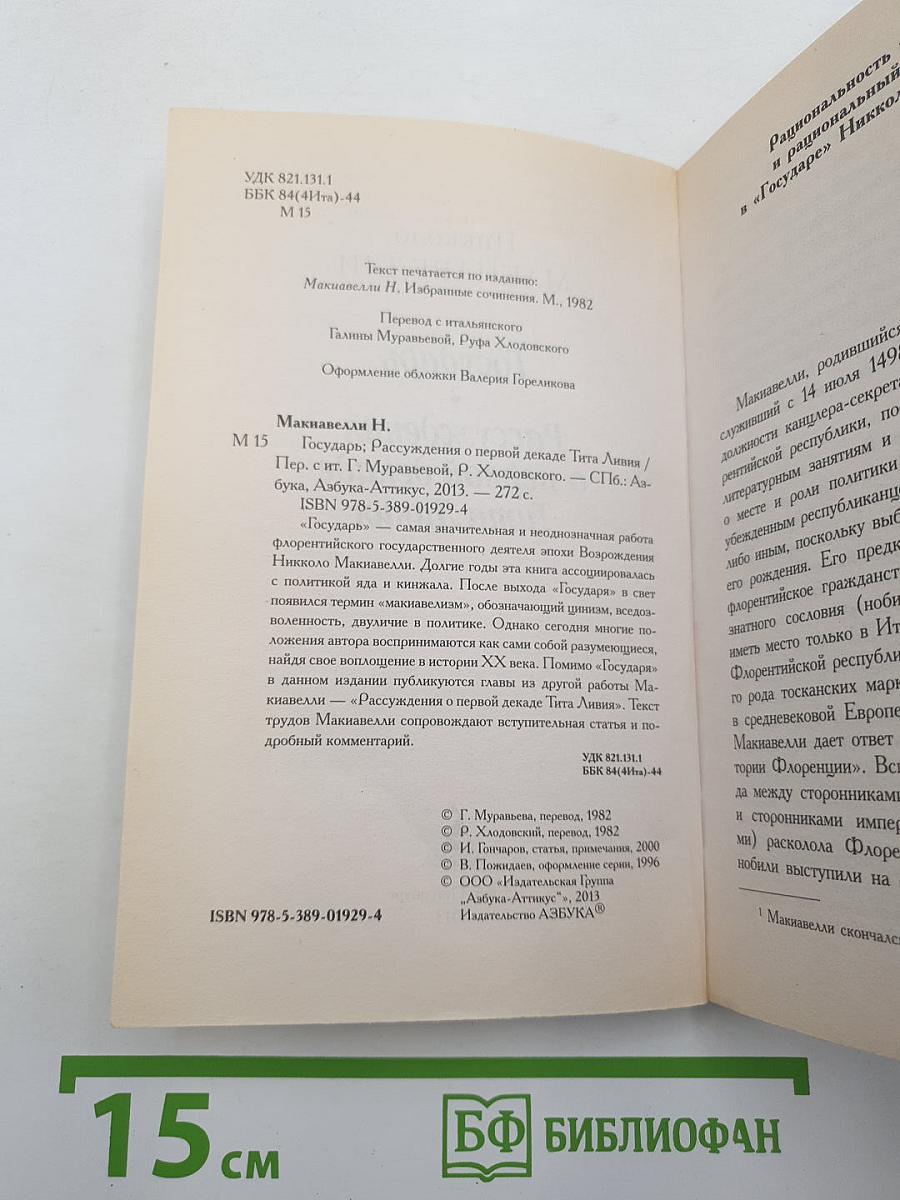 УДК 821.131.1
ББК 84(4Ита)-44
М 15
Текст печатается по изданию:
Макиавелли Н. Избранные сочинения. М., 1982
Перевод с итальянского
Галины Муравьевой, Руфа Хлодовского
Оформление обложки Валерия Гореликова
Макиавелли Н.
М 15 Государь; Рассуждения о первой декаде Тита Ливия /
Пер. с ит. Г. Муравьевой, Р. Хлодовского. — СПб.: Аз-
бука, Азбука-Аттикус, 2013. — 272 с.
ISBN 978-5-389-01929-4
«Государь» — самая значительная и неоднозначная работа
флорентийского государственного деятеля эпохи Возрождения
Никколо Макиавелли. Долгие годы эта книга ассоциировалась
с политикой яда и кинжала. После выхода «Государя» в свет
появился термин «макиавелизм», обозначающий цинизм, вседоз-
воленность, двуличие в политике. Однако сегодня многие по-
ложения автора воспринимаются как сами собой разумеющиеся,
найдя свое воплощение в истории XX века. Помимо «Государя»
в данном издании публикуются главы из другой работы Ма-
киавелли — «Рассуждения о первой декаде Тита Ливия». Текст
трудов Макиавелли сопровождают вступительная статья и по-
дробный комментарий.
УДК 821.131.1
ББК 84(4Ита)-44
© Г. Муравьева, перевод, 1982
© Р. Хлодовский, перевод, 1982
© И. Гончаров, статья, примечания, 2000
© В. Пожидаев, оформление серии, 1996
© ООО «Издательская Группа
„Азбука-Аттикус“», 2013
Издательство АЗБУКА®
ISBN 978-5-389-01929-4
Рациональность
и рациональный
в «Государе» Никкол
Макиавелли, родившийся
служивший с 14 июля 1498
должности канцлера-секрета
рентийской республики, по
литературным занятиям и
о месте и роли политики
убежденным республиканце
либо иным, поскольку выб
его рождения. Его предк
флорентийское гражданст
знатного сословия (ноби
иметь место только в Ит
Флорентийской республи
го рода тосканских марк
в средневековой Европе
Макиавелли дает ответ
тории Флоренции». Вс
да между сторонниками
и сторонниками импер
ми) расколола Флоре
нобили выступили на
1 Макиавелли скончался
15 см
БФ БИБЛИОФАН